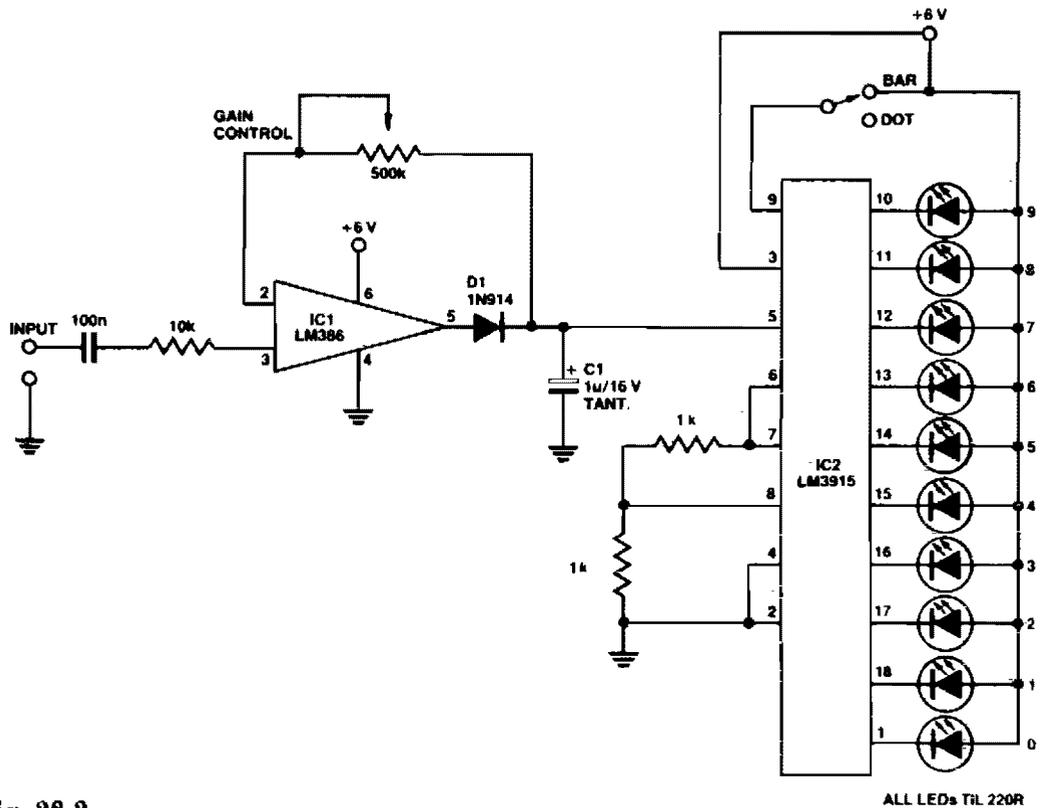 +6 V
BAR
DOT
GAIN
CONTROL
500k
9
10
9
+6 V
3
11
8
D1
1N914
2
6
IC1
LM386
5
INPUT
100n
10k
3
4
5
12
7
+ C1
1u/16 V
TANT.
6
13
6
1 k
7
14
5
IC2
LM3915
8
15
4
1k
4
16
3
2
17
2
18
1
1
0
ALL LEDs TiL 220R